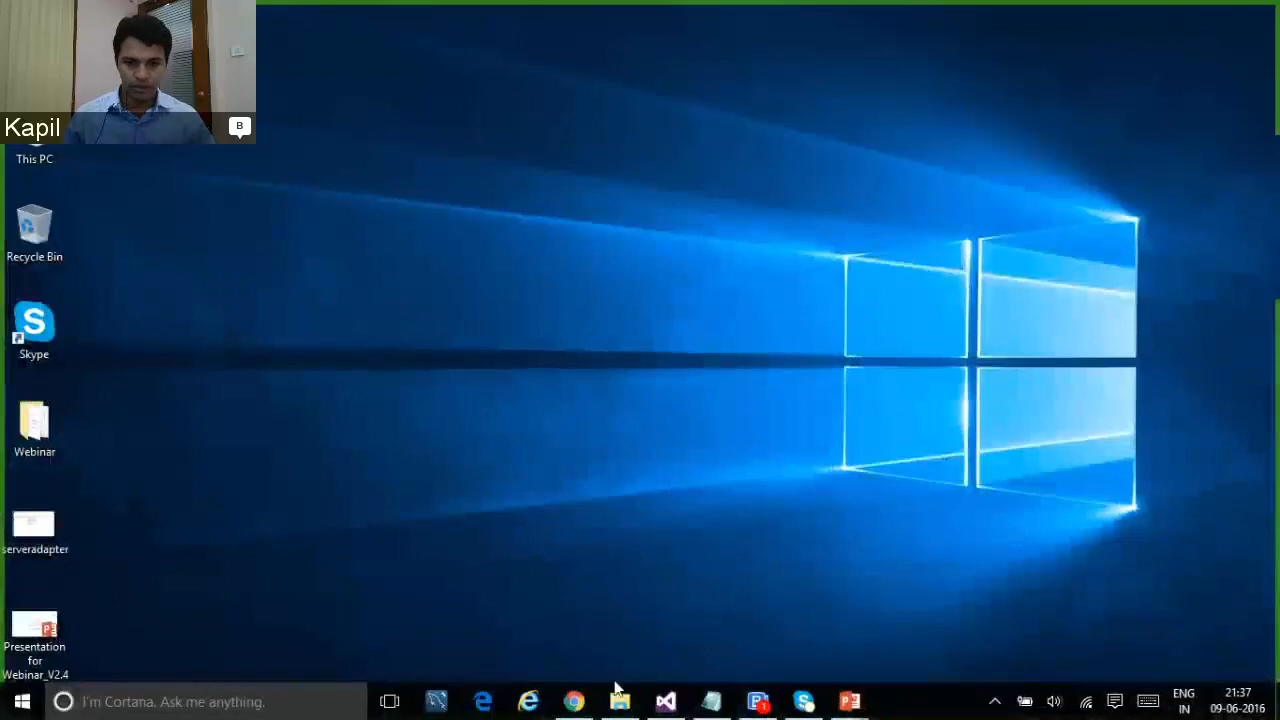 Kapil
B
This PC
Recycle Bin
S
Skype
Webinar
serveradapter
Presentation
for
Webinar_V2.4
I'm Cortana. Ask me anything.
1
ENG
IN
21:37
09-06-2016